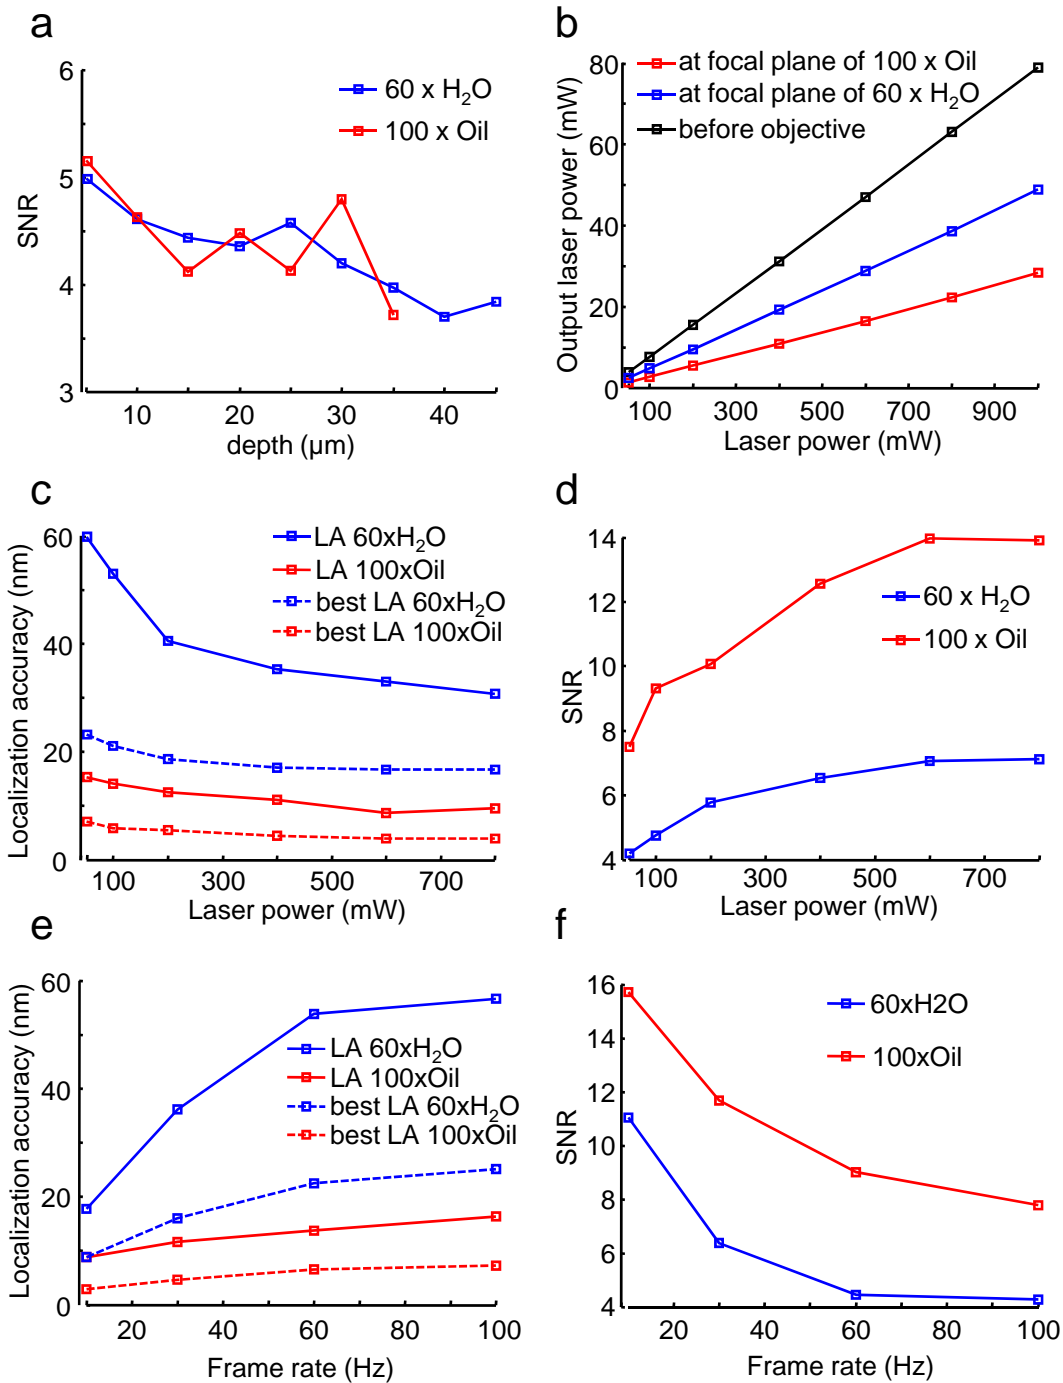 a
6
5
4
3
SNR
60 x H₂O
100 x Oil
10
20
30
40
depth (µm)
b
80
60
40
20
0
Output laser power (mW)
at focal plane of 100 x Oil
at focal plane of 60 x H₂O
before objective
100
300
500
700
900
Laser power (mW)
c
60
40
20
0
Localization accuracy (nm)
LA 60xH₂O
LA 100xOil
best LA 60xH₂O
best LA 100xOil
100
300
500
700
Laser power (mW)
d
14
12
10
8
6
4
SNR
60 x H₂O
100 x Oil
100
300
500
700
Laser power (mW)
e
60
40
20
0
Localization accuracy (nm)
LA 60xH₂O
LA 100xOil
best LA 60xH₂O
best LA 100xOil
20
40
60
80
100
Frame rate (Hz)
f
16
14
12
10
8
6
4
SNR
60xH2O
100xOil
20
40
60
80
100
Frame rate (Hz)